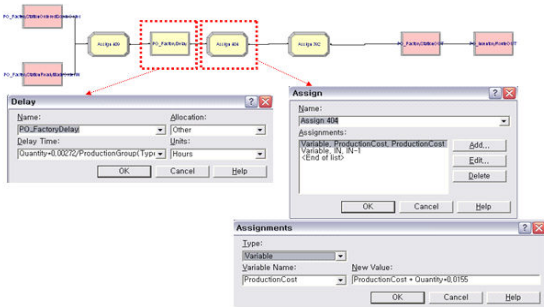 Assign 400
PO_FactoryDelay
Assign 404
Delay
Name:
Allocation:
PO_FactoryDelay
Other
Delay Time:
Units:
Quantity*0.00272/ProductionGroup(Type
Hours
OK
Cancel
Help
Assign
Name:
Assign 404
Assignments:
Variable, ProductionCost, ProductionCost
Variable, IN, IN-1
<End of list>
Add...
Edit...
Delete
OK
Cancel
Help
Assignments
Type:
Variable
Variable Name:
New Value:
ProductionCost
ProductionCost + Quantity*0.0155
OK
Cancel
Help